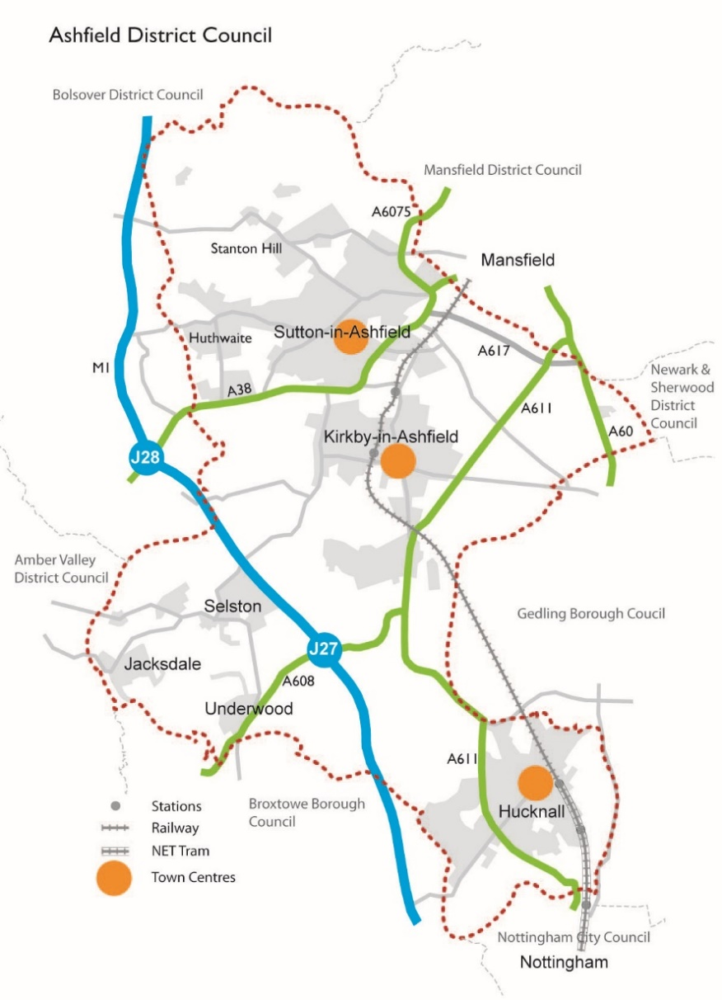 Ashfield District Council
Bolsover District Council
Mansfield District Council
A6075
Stanton Hill
Mansfield
Huthwaite
Sutton-in-Ashfield
A617
M1
Newark &
Sherwood
District
Council
A38
A611
A60
Kirkby-in-Ashfield
J28
Amber Valley
District Council
Selston
Gedling Borough Coucil
J27
Jacksdale
A608
Underwood
A611
Broxtowe Borough
Council
Hucknall
Stations
Railway
NET Tram
Town Centres
Nottingham City Council
Nottingham